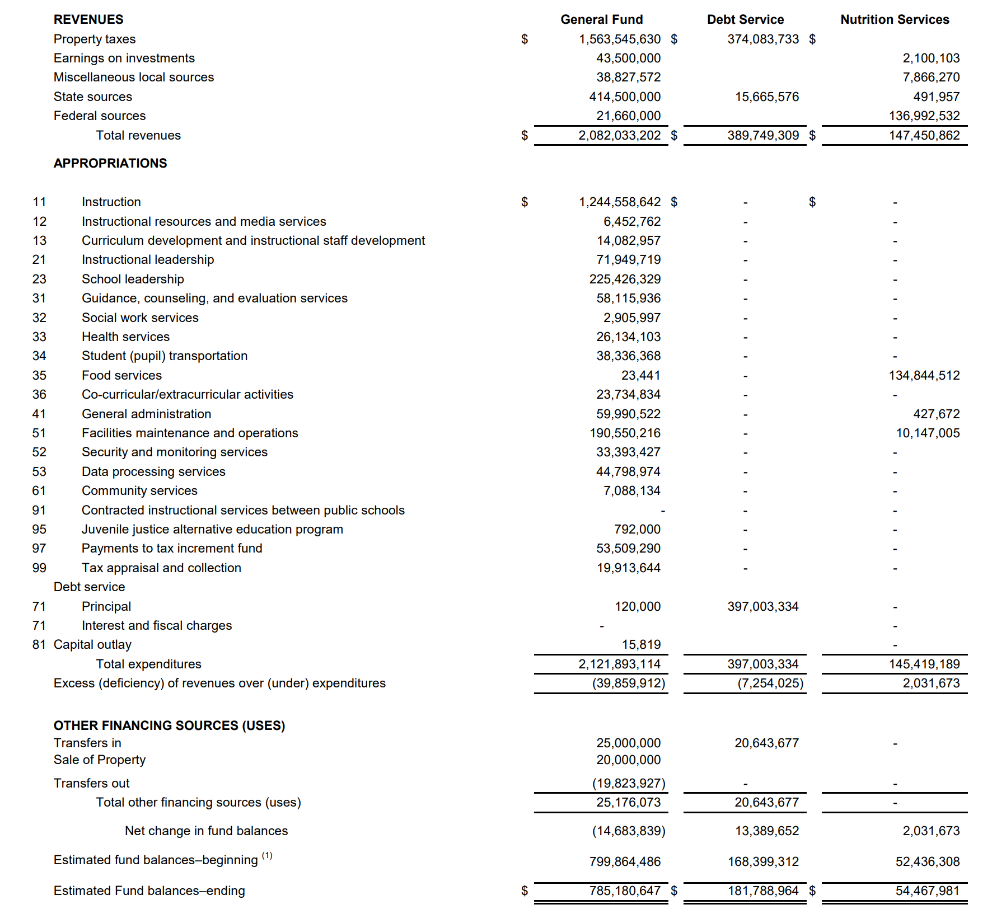 REVENUES General Fund Debt Service Nutrition Services
Property taxes $ 1,563,545,630 $ 374,083,733 $
Earnings on investments 43,500,000 2,100,103
Miscellaneous local sources 38,827,572 7,866,270
State sources 414,500,000 15,665,576 491,957
Federal sources 21,660,000 136,992,532
Total revenues $ 2,082,033,202 $ 389,749,309 $ 147,450,862
APPROPRIATIONS
11 Instruction $ 1,244,558,642 $ - $ -
12 Instructional resources and media services 6,452,762 - -
13 Curriculum development and instructional staff development 14,082,957 - -
21 Instructional leadership 71,949,719 - -
23 School leadership 225,426,329 - -
31 Guidance, counseling, and evaluation services 58,115,936 - -
32 Social work services 2,905,997 - -
33 Health services 26,134,103 - -
34 Student (pupil) transportation 38,336,368 - -
35 Food services 23,441 - 134,844,512
36 Co-curricular/extracurricular activities 23,734,834 - -
41 General administration 59,990,522 - 427,672
51 Facilities maintenance and operations 190,550,216 - 10,147,005
52 Security and monitoring services 33,393,427 - -
53 Data processing services 44,798,974 - -
61 Community services 7,088,134 - -
91 Contracted instructional services between public schools - - -
95 Juvenile justice alternative education program 792,000 - -
97 Payments to tax increment fund 53,509,290 - -
99 Tax appraisal and collection 19,913,644 - -
Debt service
71 Principal 120,000 397,003,334 -
71 Interest and fiscal charges - -
81 Capital outlay 15,819 -
Total expenditures 2,121,893,114 397,003,334 145,419,189
Excess (deficiency) of revenues over (under) expenditures (39,859,912) (7,254,025) 2,031,673
OTHER FINANCING SOURCES (USES)
Transfers in 25,000,000 20,643,677 -
Sale of Property 20,000,000
Transfers out (19,823,927) - -
Total other financing sources (uses) 25,176,073 20,643,677 -
Net change in fund balances (14,683,839) 13,389,652 2,031,673
Estimated fund balances–beginning (1) 799,864,486 168,399,312 52,436,308
Estimated Fund balances–ending $ 785,180,647 $ 181,788,964 $ 54,467,981